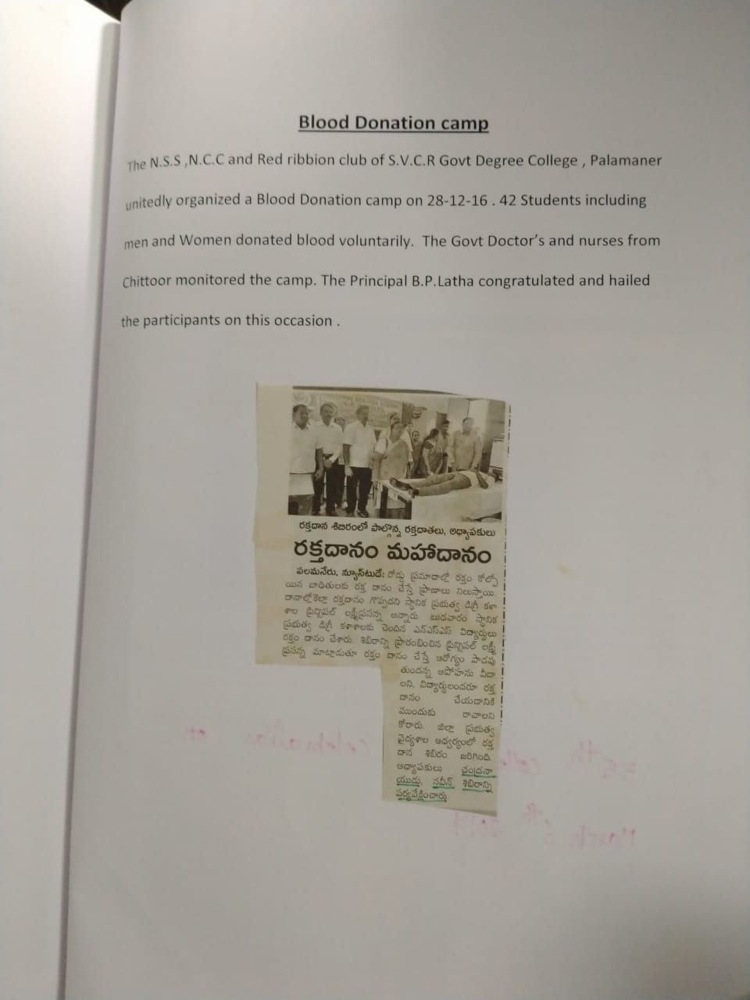 Blood Donation camp
The N.S.S ,N.C.C and Red ribbion club of S.V.C.R Govt Degree College , Palamaner
unitedly organized a Blood Donation camp on 28-12-16 . 42 Students including
men and Women donated blood voluntarily. The Govt Doctor's and nurses from
Chittoor monitored the camp. The Principal B.P.Latha congratulated and hailed
the participants on this occasion .
రక్తదాన శిబిరంలో పాల్గొన్న రక్తదాతలు, అధ్యాపకులు
రక్తదానం మహాదానం
పలమనేరు, న్యూస్‌టుడే: రోడ్డు ప్రమాదాల్లో రక్తం కోల్పో
యిన బాధితులకు రక్త దానం చేస్తే ప్రాణాలు నిలుస్తాయి.
దానాల్లోకెల్లా రక్తదానం గొప్పదని స్థానిక ప్రభుత్వ డిగ్రీ కళా
శాల ప్రిన్సిపల్ లక్ష్మీప్రసన్న అన్నారు. బుధవారం స్థానిక
ప్రభుత్వ డిగ్రీ కళాశాలకు చెందిన ఎన్ఎస్ఎస్ విద్యార్థులు
రక్తం దానం చేశారు. శిబిరాన్ని ప్రారంభించిన ప్రిన్సిపల్ లక్ష్మీ
ప్రసన్న మాట్లాడుతూ రక్తం దానం చేస్తే ఆరోగ్యం పాడవు
తుందన్న అపోహను వీడా
లని, విద్యార్థులందరూ రక్త
దానం చేయడానికి
ముందుకు రావాలని
కోరారు. జిల్లా ప్రభుత్వ
వైద్యశాల ఆధ్వర్యంలో రక్త
దాన శిబిరం జరిగింది.
అధ్యాపకులు చంద్రనా
యుడు, నవీన్ శిబిరాన్ని
పర్యవేక్షించారు